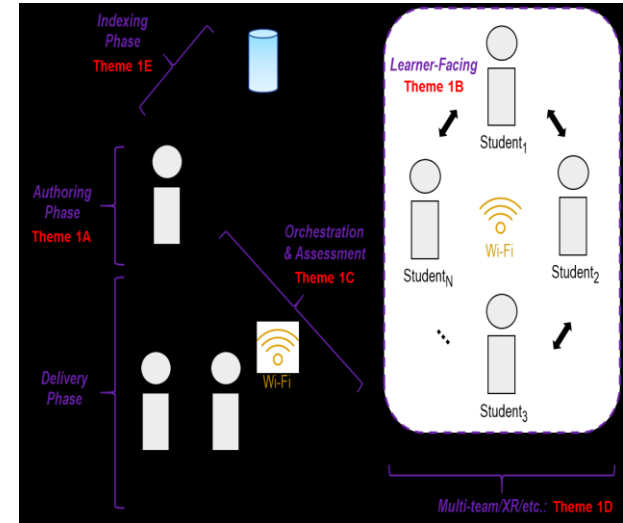 Indexing
Phase
Theme 1E
Learner-Facing
Theme 1B
Student1
Authoring
Phase
Theme 1A
Orchestration
& Assessment
Theme 1C
StudentN
Wi-Fi
Student2
Delivery
Phase
Wi-Fi
...
Student3
Multi-team/XR/etc.: Theme 1D